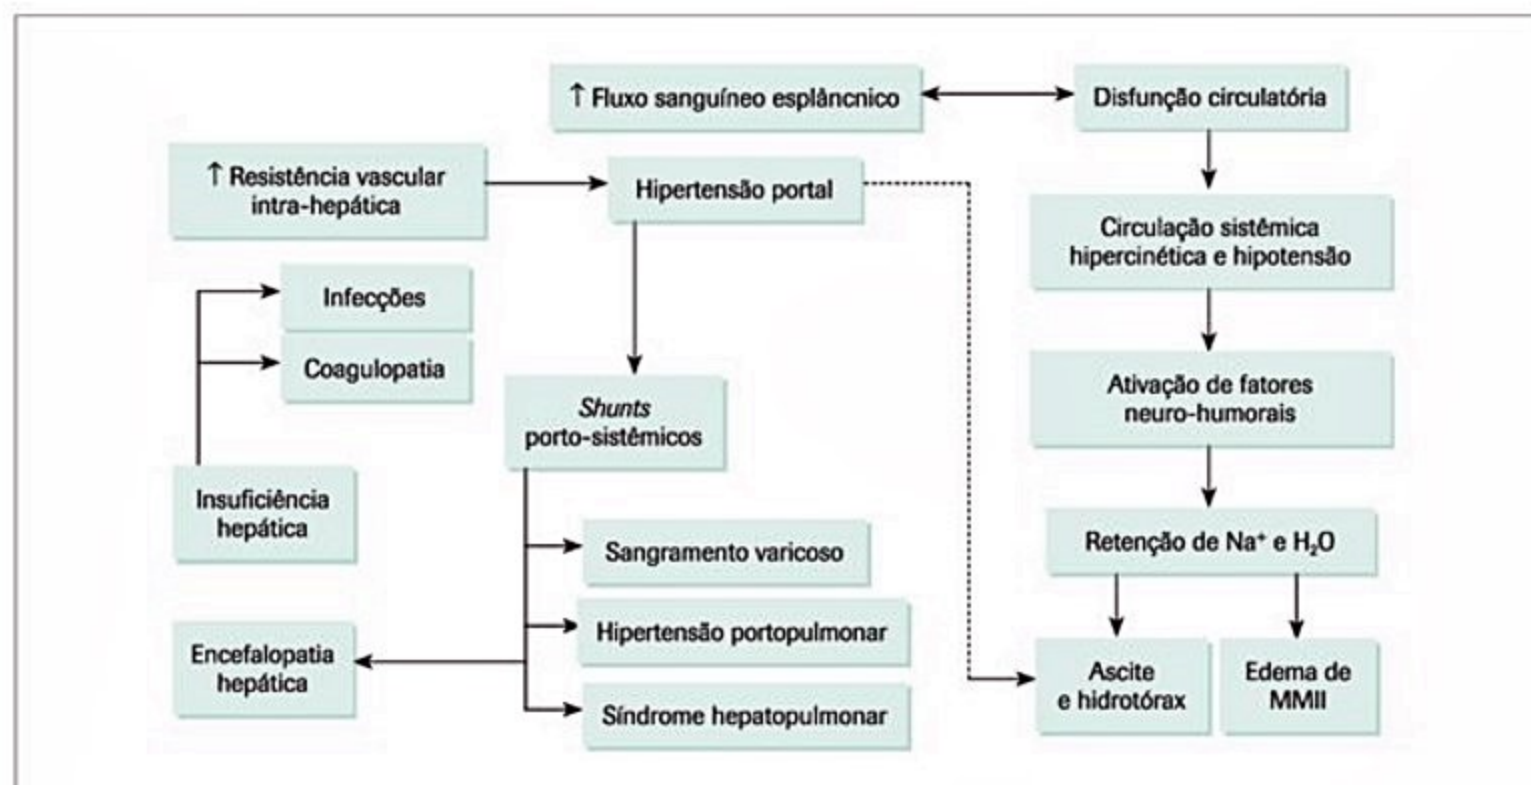 ↑ Fluxo sanguíneo esplâncnico
Disfunção circulatória
↑ Resistência vascular
intra-hepática
Hipertensão portal
Circulação sistêmica
hipercinética e hipotensão
Infecções
Coagulopatia
Ativação de fatores
neuro-humorais
Shunts
porto-sistêmicos
Insuficiência
hepática
Sangramento varicoso
Retenção de Na⁺ e H₂O
Hipertensão portopulmonar
Encefalopatia
hepática
Síndrome hepatopulmonar
Ascite
e hidrotórax
Edema de
MMII